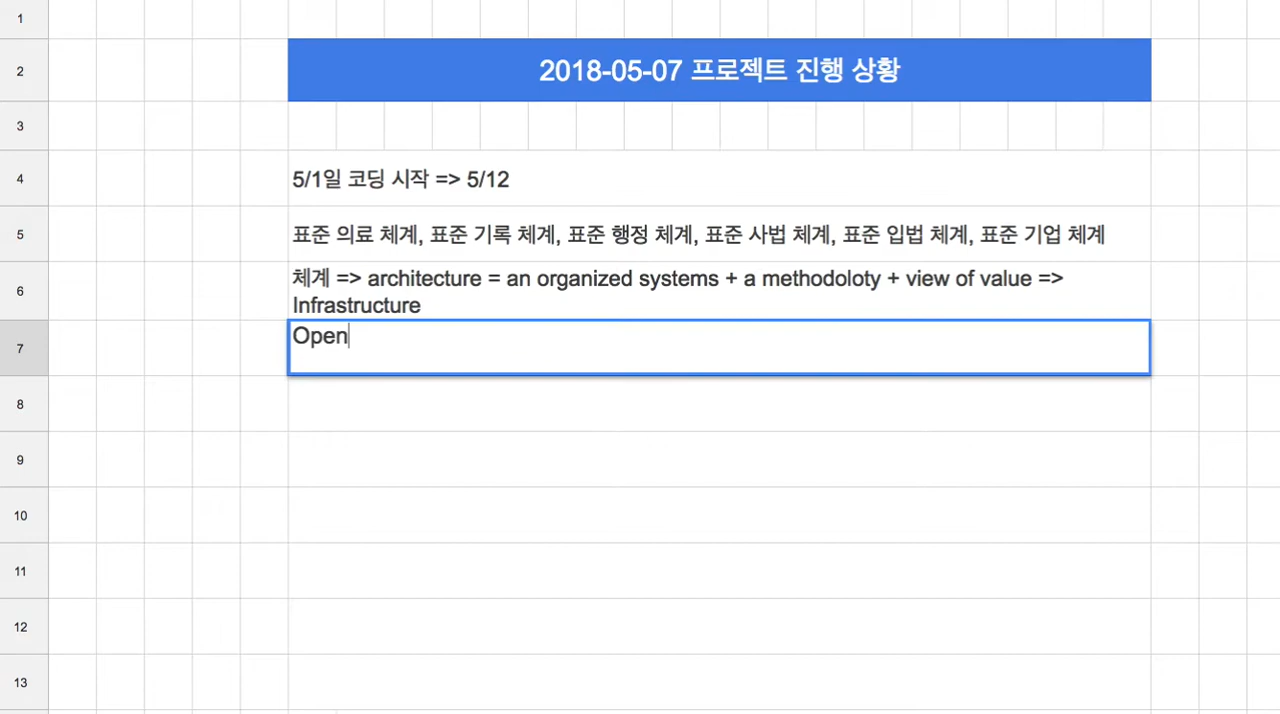 1
2
2018-05-07 프로젝트 진행 상황
3
4
5/1일 코딩 시작 => 5/12
5
표준 의료 체계, 표준 기록 체계, 표준 행정 체계, 표준 사법 체계, 표준 입법 체계, 표준 기업 체계
6
체계 => architecture = an organized systems + a methodoloty + view of value =>
Infrastructure
7
Open
8
9
10
11
12
13